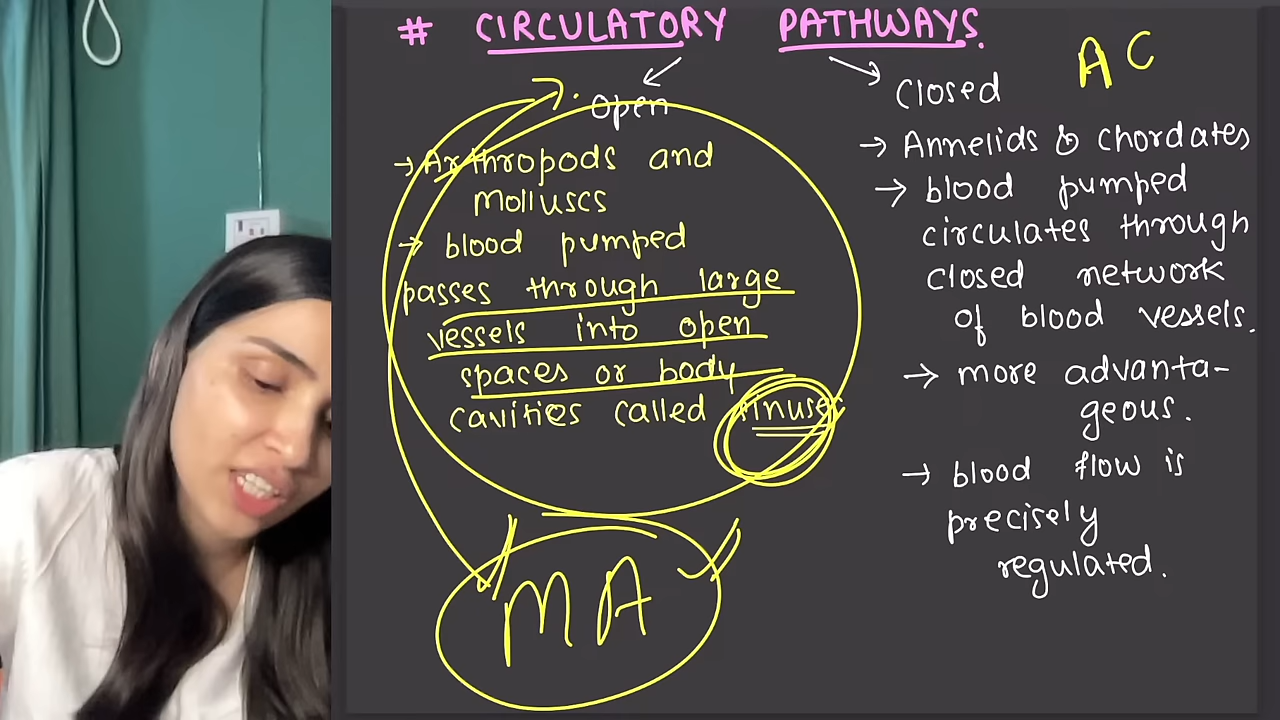 # CIRCULATORY PATHWAYS.
Open
→ Arthropods and
Molluscs
→ blood pumped
passes through large
vessels into open
spaces or body
cavities called sinuses
MA
Closed
AC
→ Annelids & chordates
→ blood pumped
circulates through
closed network
of blood vessels.
→ more advanta-
geous.
→ blood flow is
precisely
regulated.